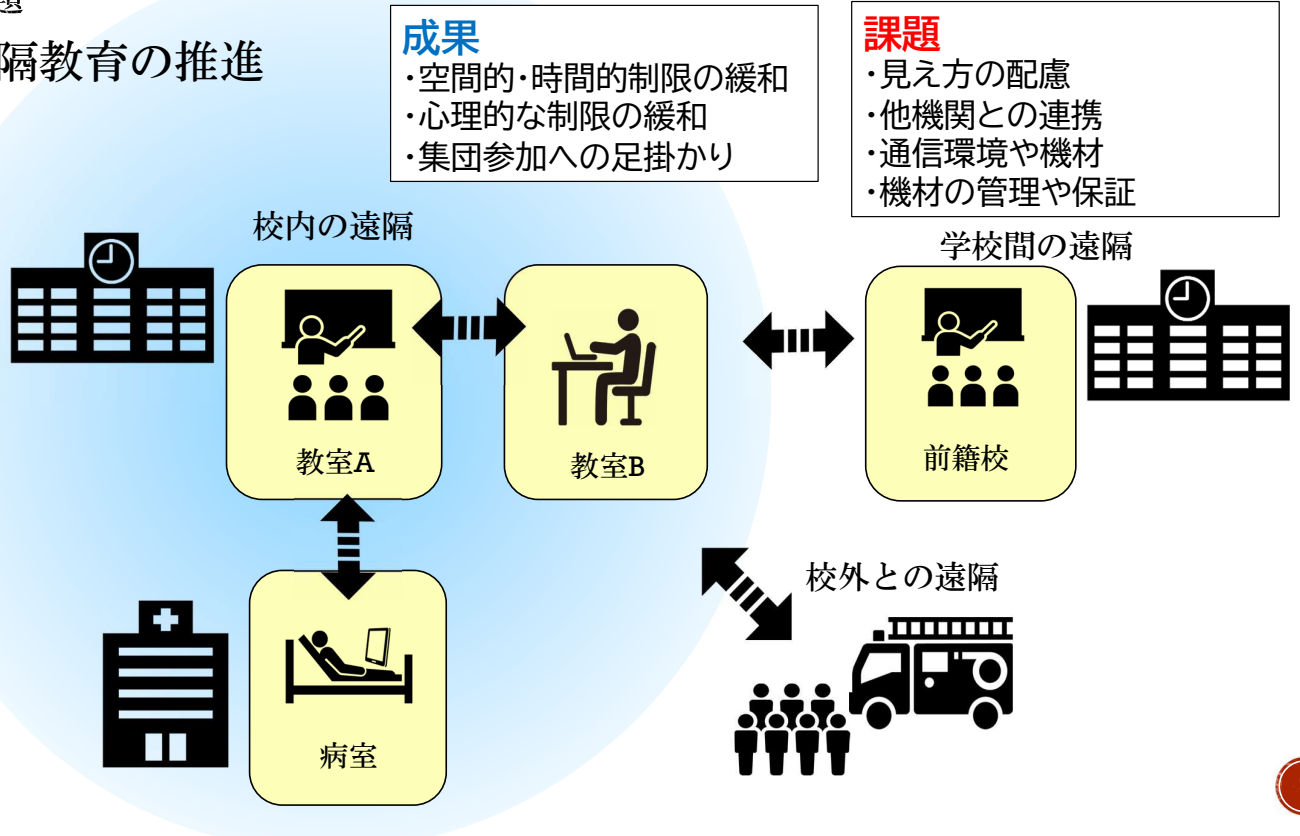 隔教育の推進
成果
・空間的・時間的制限の緩和
・心理的な制限の緩和
・集団参加への足掛かり
課題
・見え方の配慮
・他機関との連携
・通信環境や機材
・機材の管理や保証
校内の遠隔
学校間の遠隔
教室A
教室B
前籍校
校外との遠隔
病室